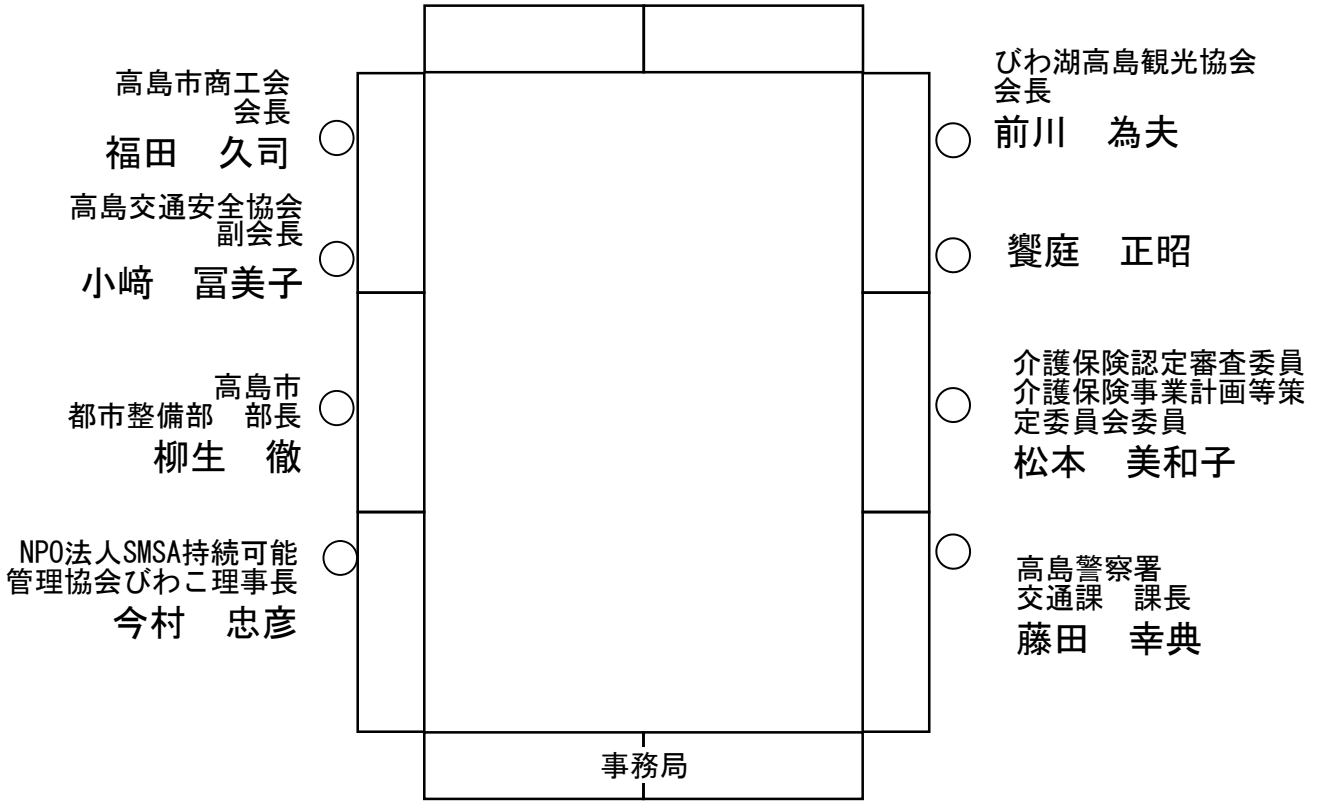 高島市商工会
会長
福田　久司
高島交通安全協会
副会長
小﨑　冨美子
高島市
都市整備部　部長
柳生　徹
NPO法人SMSA持続可能
管理協会びわこ理事長
今村　忠彦
びわ湖高島観光協会
会長
前川　為夫
饗庭　正昭
介護保険認定審査委員
介護保険事業計画等策
定委員会委員
松本　美和子
高島警察署
交通課　課長
藤田　幸典
事務局